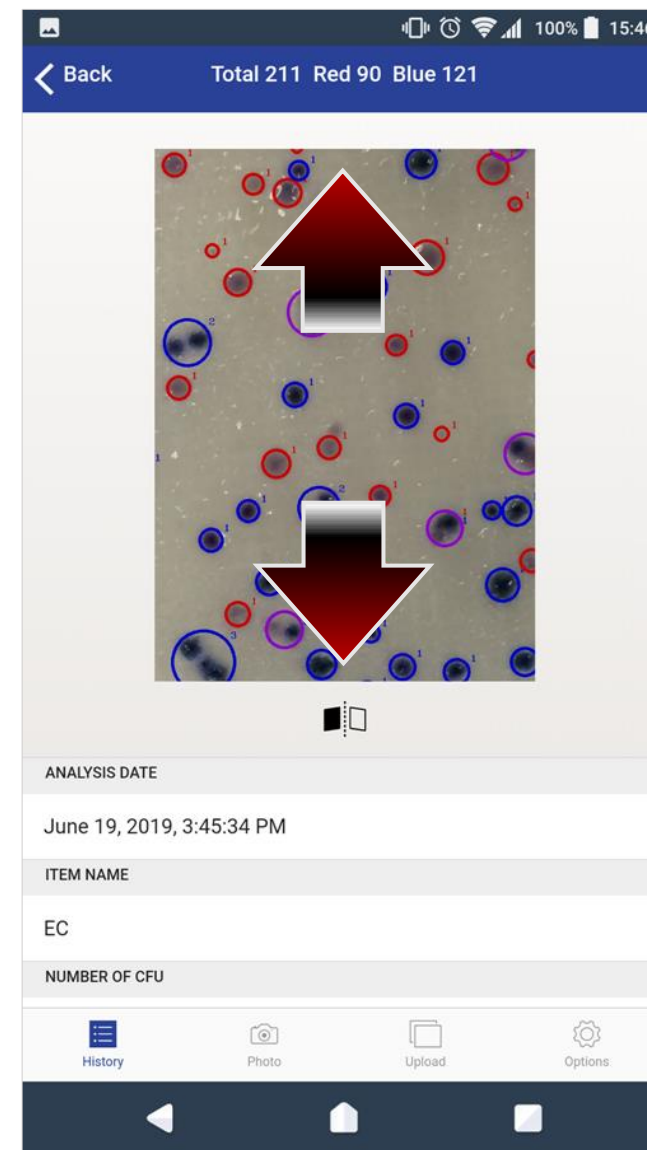 100% 15:46
Back Total 211 Red 90 Blue 121
ANALYSIS DATE
June 19, 2019, 3:45:34 PM
ITEM NAME
EC
NUMBER OF CFU
History Photo Upload Options